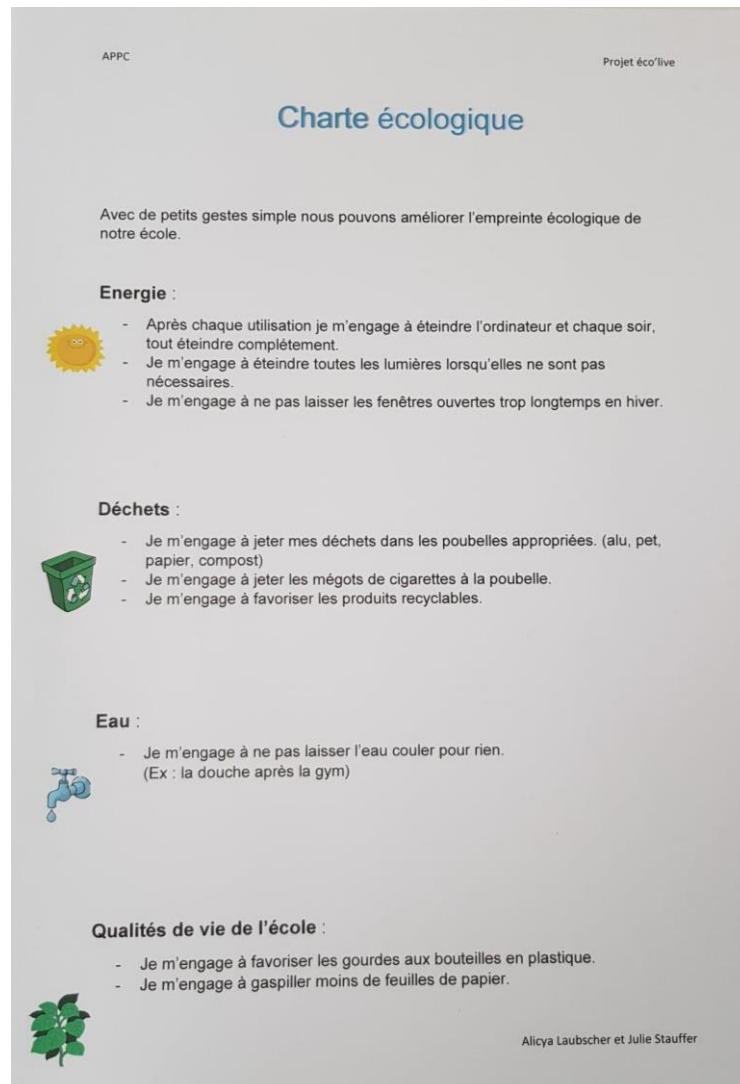 APPC
Projet éco'live
Charte écologique
Avec de petits gestes simple nous pouvons améliorer l'empreinte écologique de
notre école.
Energie :
- Après chaque utilisation je m'engage à éteindre l'ordinateur et chaque soir,
tout éteindre complétement.
- Je m'engage à éteindre toutes les lumières lorsqu'elles ne sont pas
nécessaires.
- Je m'engage à ne pas laisser les fenêtres ouvertes trop longtemps en hiver.
Déchets :
- Je m'engage à jeter mes déchets dans les poubelles appropriées. (alu, pet,
papier, compost)
- Je m'engage à jeter les mégots de cigarettes à la poubelle.
- Je m'engage à favoriser les produits recyclables.
Eau :
- Je m'engage à ne pas laisser l'eau couler pour rien.
(Ex : la douche après la gym)
Qualités de vie de l'école :
- Je m'engage à favoriser les gourdes aux bouteilles en plastique.
- Je m'engage à gaspiller moins de feuilles de papier.
Alicya Laubscher et Julie Stauffer